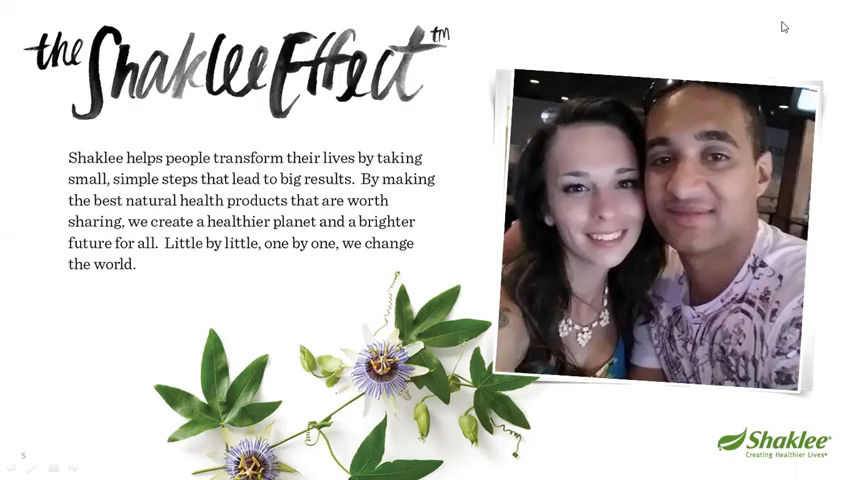 the Shaklee Effect™
Shaklee helps people transform their lives by taking
small, simple steps that lead to big results.  By making
the best natural health products that are worth
sharing, we create a healthier planet and a brighter
future for all.  Little by little, one by one, we change
the world.
Shaklee®
Creating Healthier Lives®
5